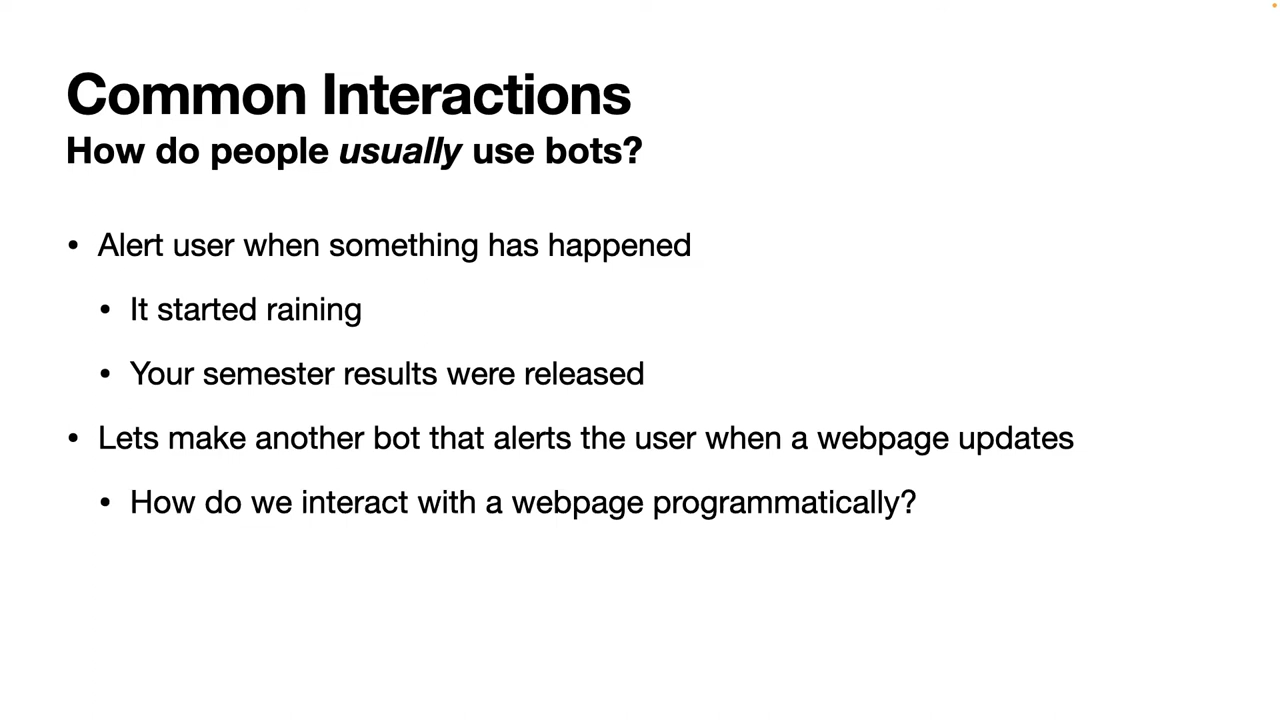 Common Interactions
How do people usually use bots?
• Alert user when something has happened
• It started raining
• Your semester results were released
• Lets make another bot that alerts the user when a webpage updates
• How do we interact with a webpage programmatically?